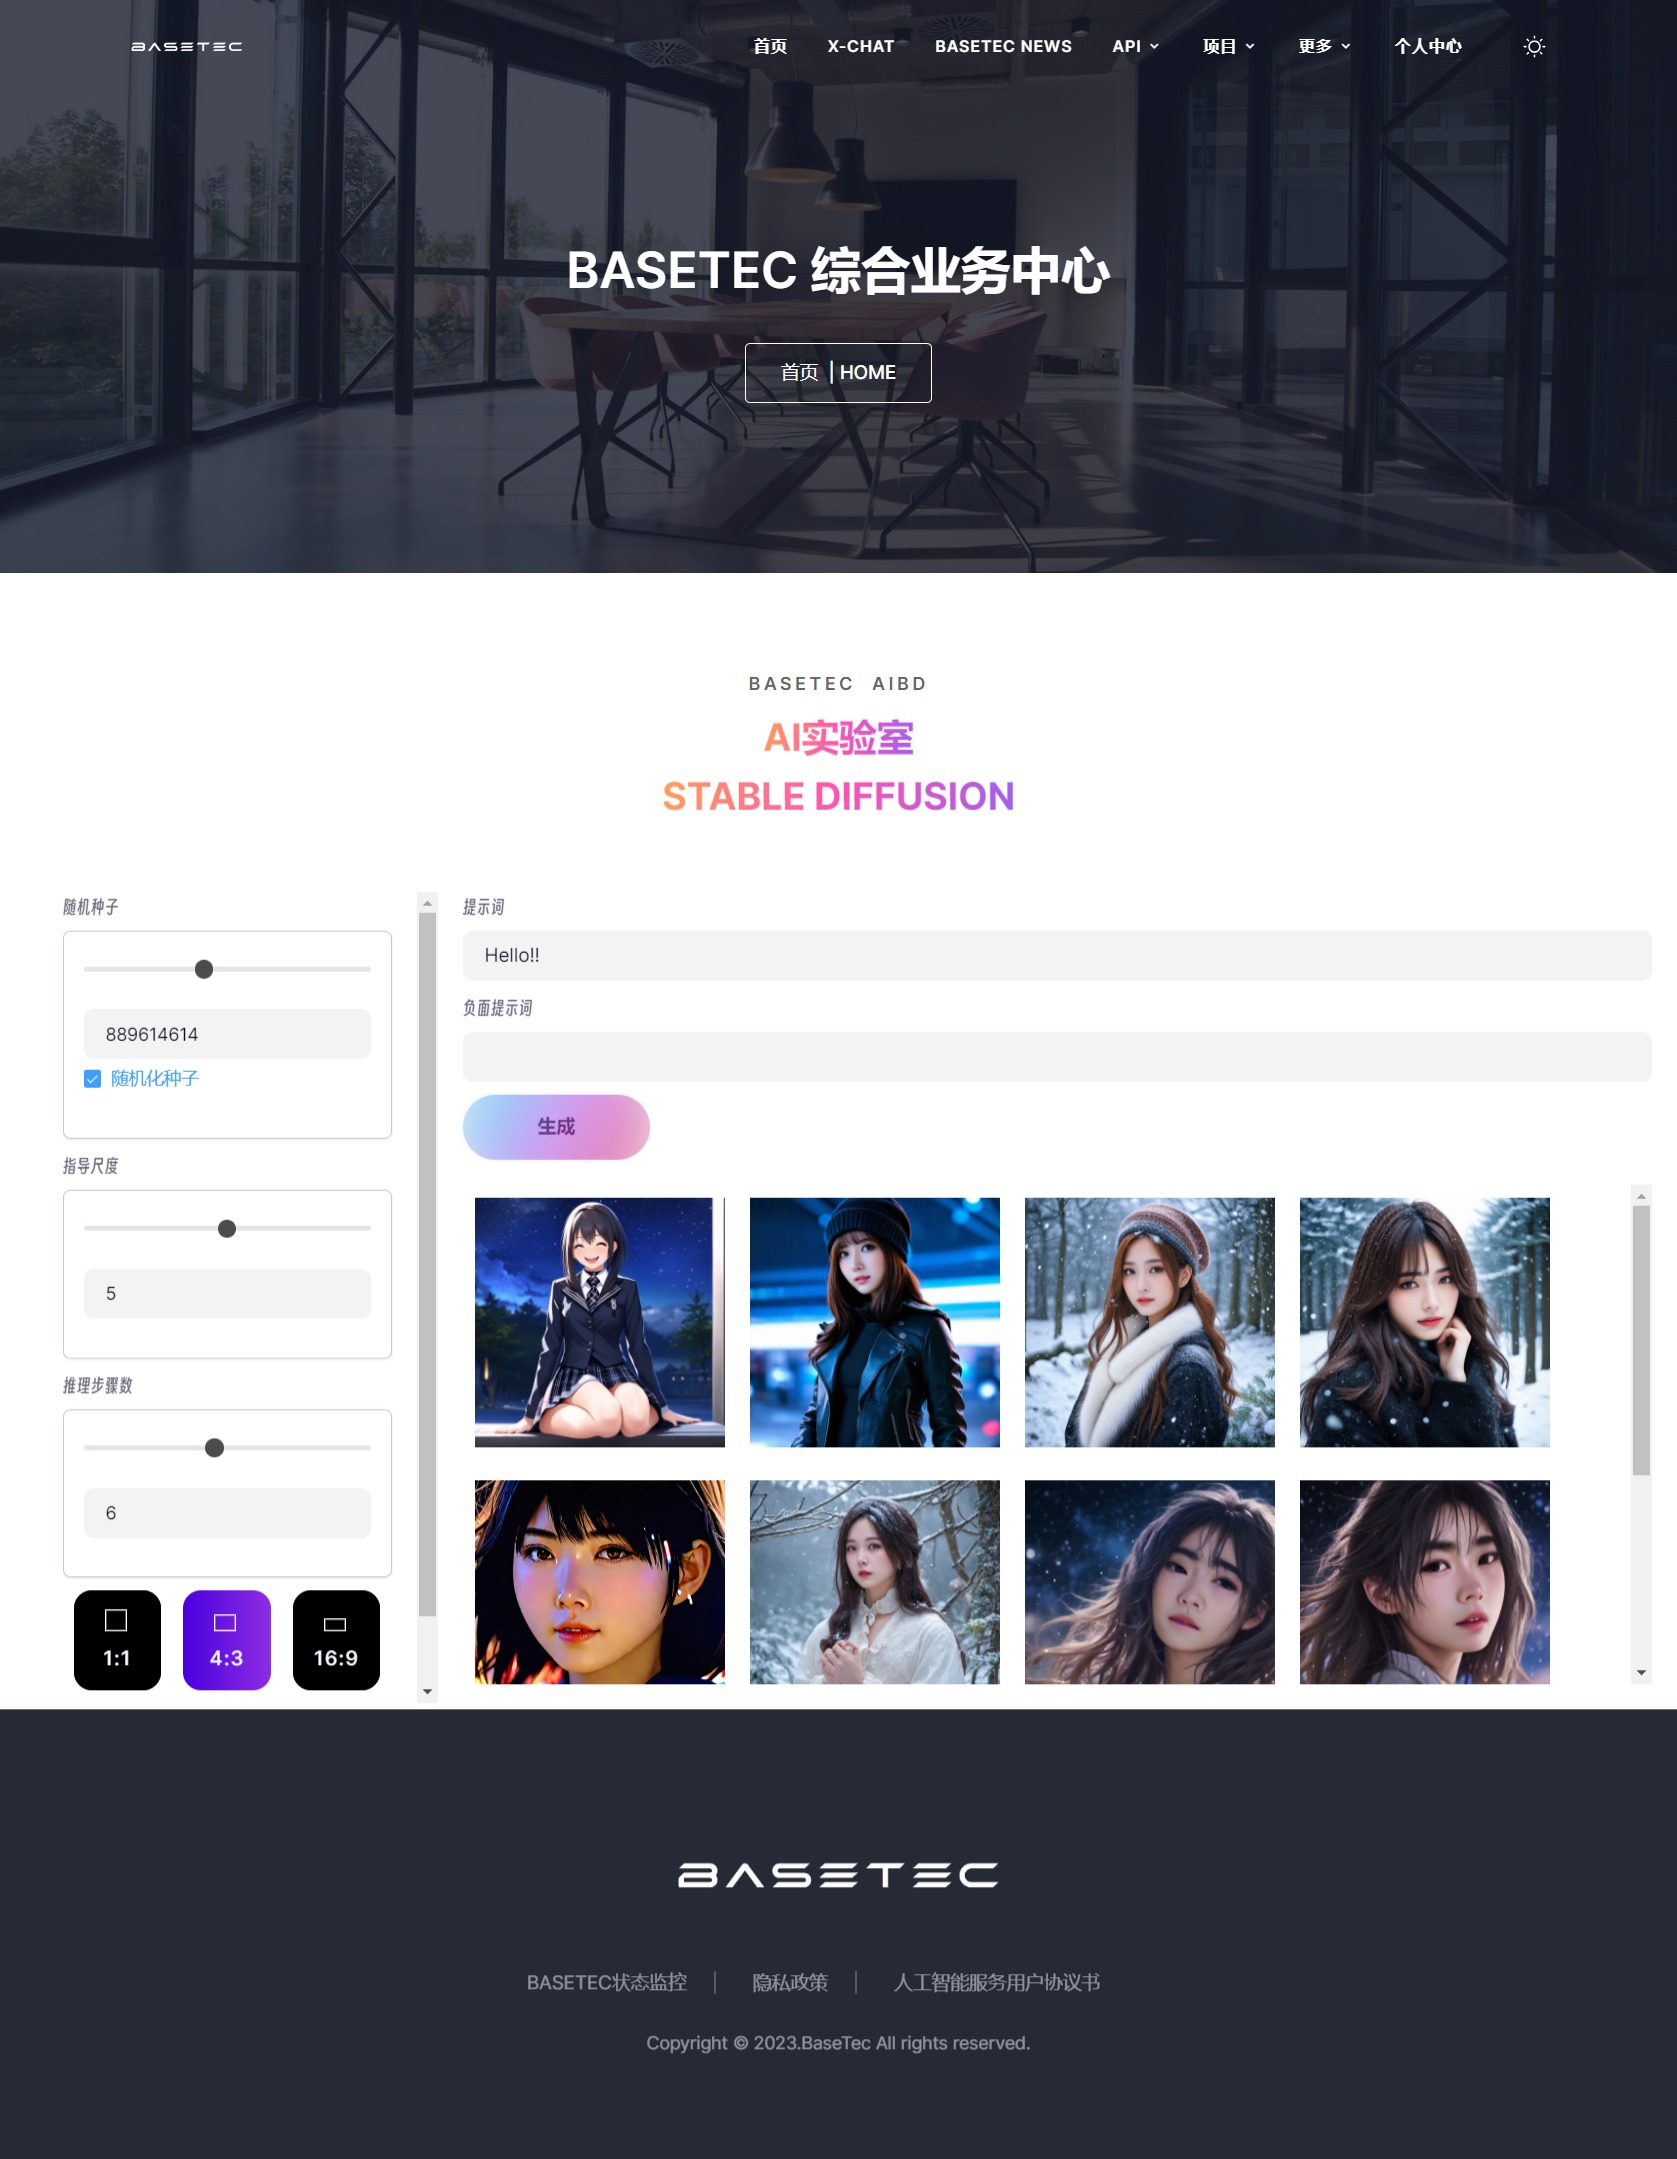 BASETEC
首页
X-CHAT
BASETEC NEWS
API
项目
更多
个人中心
BASETEC 综合业务中心
首页 | HOME
BASETEC AIBD
AI实验室
STABLE DIFFUSION
随机种子
889614614
随机化种子
指导尺度
5
推理步骤数
6
1:1
4:3
16:9
提示词
Hello!!
负面提示词
生成
BASETEC
BASETEC状态监控 | 隐私政策 | 人工智能服务用户协议书
Copyright © 2023.BaseTec All rights reserved.